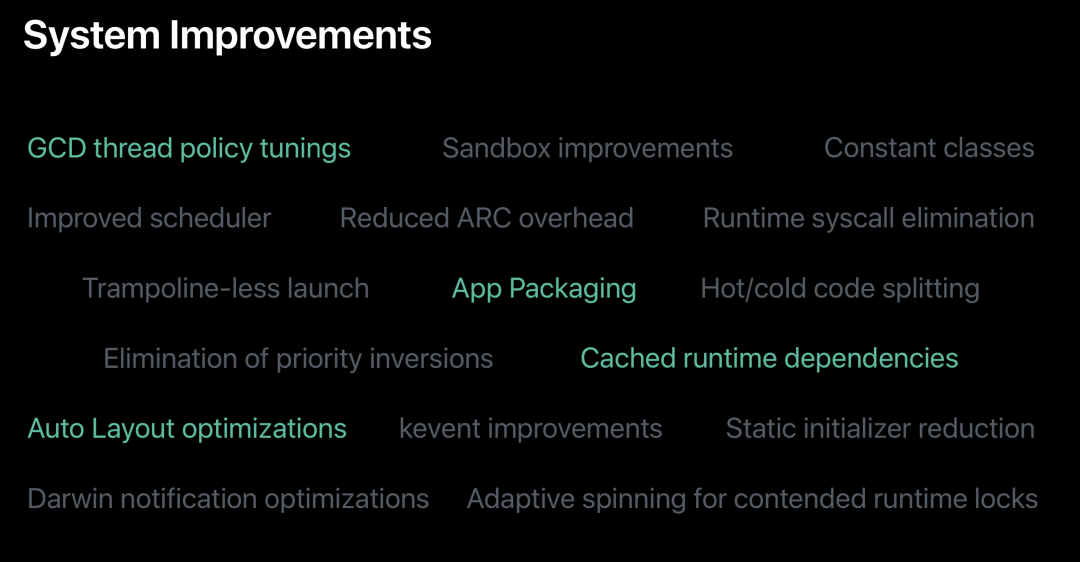 System Improvements
GCD thread policy tunings Sandbox improvements Constant classes
Improved scheduler Reduced ARC overhead Runtime syscall elimination
Trampoline-less launch App Packaging Hot/cold code splitting
Elimination of priority inversions Cached runtime dependencies
Auto Layout optimizations kevent improvements Static initializer reduction
Darwin notification optimizations Adaptive spinning for contended runtime locks